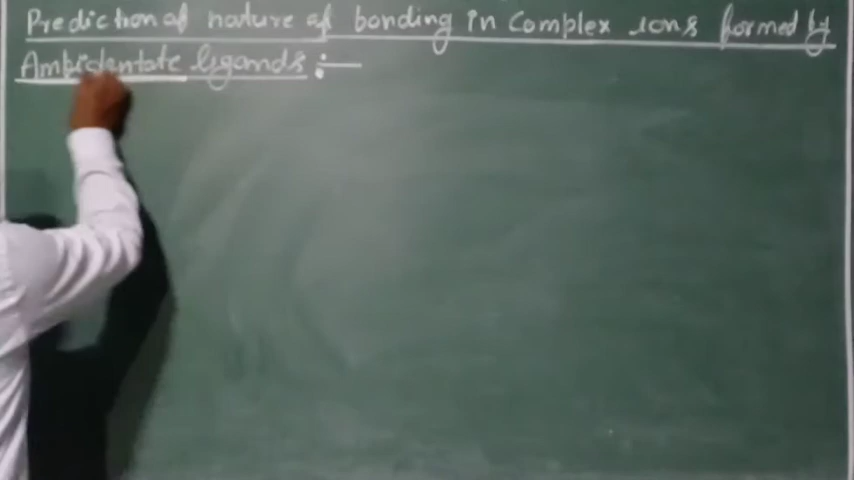 Prediction of nature of bonding in Complex ions formed by
Ambidentate ligands :-